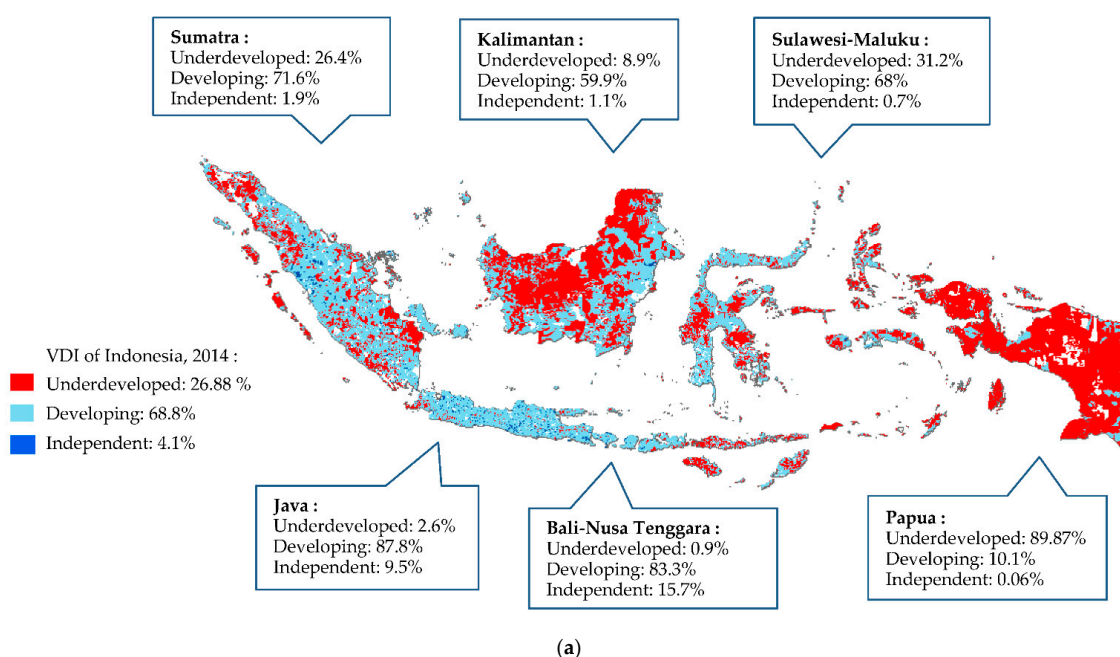 Sumatra :
Underdeveloped: 26.4%
Developing: 71.6%
Independent: 1.9%
Kalimantan :
Underdeveloped: 8.9%
Developing: 59.9%
Independent: 1.1%
Sulawesi-Maluku :
Underdeveloped: 31.2%
Developing: 68%
Independent: 0.7%
VDI of Indonesia, 2014 :
Underdeveloped: 26.88 %
Developing: 68.8%
Independent: 4.1%
Java :
Underdeveloped: 2.6%
Developing: 87.8%
Independent: 9.5%
Bali-Nusa Tenggara :
Underdeveloped: 0.9%
Developing: 83.3%
Independent: 15.7%
Papua :
Underdeveloped: 89.87%
Developing: 10.1%
Independent: 0.06%
(a)